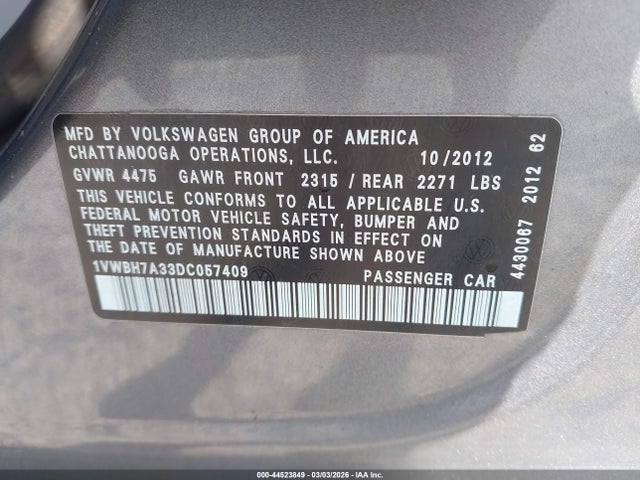 MFD BY VOLKSWAGEN GROUP OF AMERICA
CHATTANOOGA OPERATIONS, LLC. 10/2012
GVWR 4475 GAWR FRONT 2315 / REAR 2271 LBS
THIS VEHICLE CONFORMS TO ALL APPLICABLE U.S.
FEDERAL MOTOR VEHICLE SAFETY, BUMPER AND
THEFT PREVENTION STANDARDS IN EFFECT ON
THE DATE OF MANUFACTURE SHOWN ABOVE
1VWBH7A33DC057409 PASSENGER CAR
4430067 2012 62
000-44523849 | 03/03/2026 | IAA Inc.